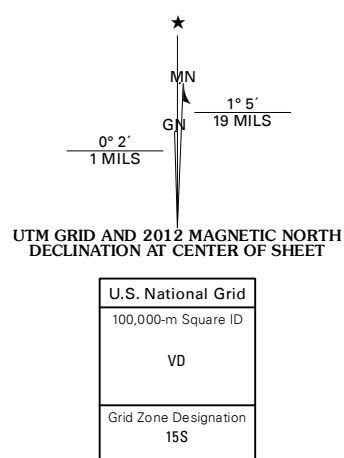 MN
GN
1° 5´
19 MILS
0° 2´
1 MILS
UTM GRID AND 2012 MAGNETIC NORTH
DECLINATION AT CENTER OF SHEET
U.S. National Grid
100,000-m Square ID
VD
Grid Zone Designation
15S